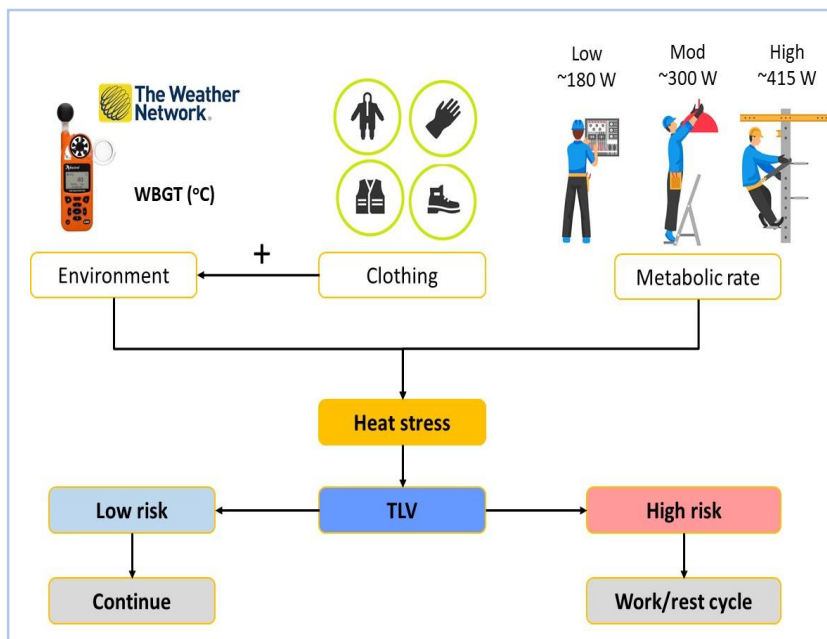 Low
~180 W
Mod
~300 W
High
~415 W
The Weather
Network®
WBGT (°C)
+
Environment
Clothing
Metabolic rate
Heat stress
Low risk
TLV
High risk
Continue
Work/rest cycle